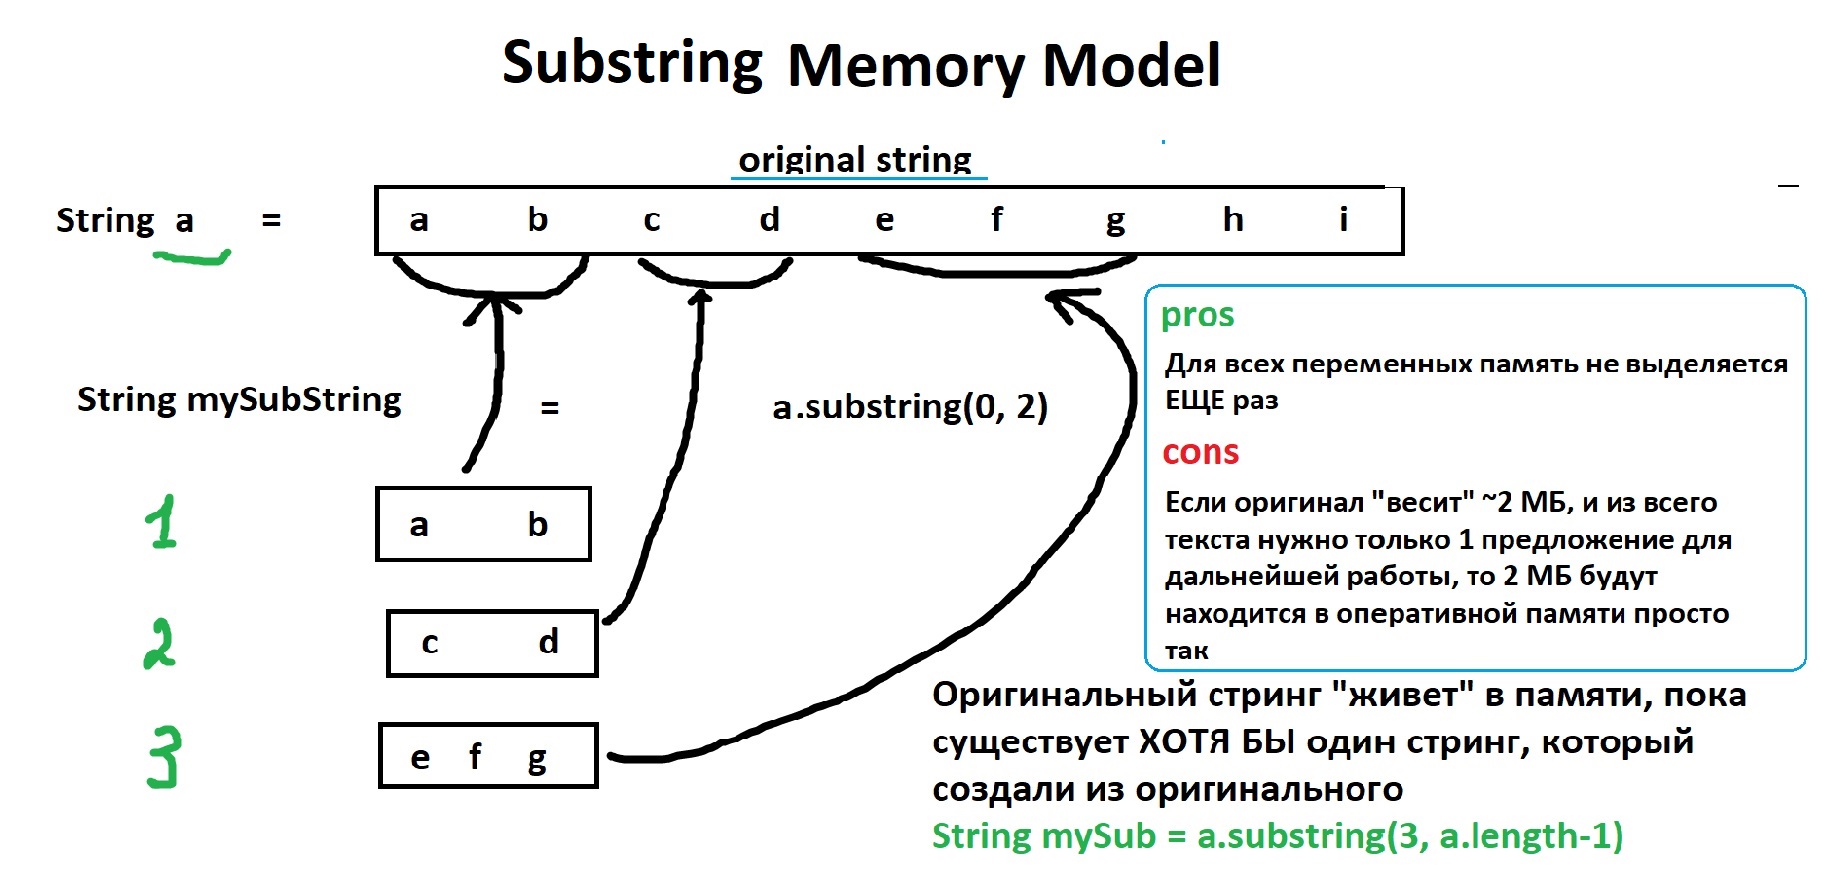 Substring Memory Model
original string
String a = a b c d e f g h i
String mySubString = a.substring(0, 2)
1 a b
2 c d
3 e f g
pros
Для всех переменных память не выделяется
ЕЩЕ раз
cons
Если оригинал "весит" ~2 МБ, и из всего
текста нужно только 1 предложение для
дальнейшей работы, то 2 МБ будут
находится в оперативной памяти просто
так
Оригинальный стринг "живет" в памяти, пока
существует ХОТЯ БЫ один стринг, который
создали из оригинального
String mySub = a.substring(3, a.length-1)